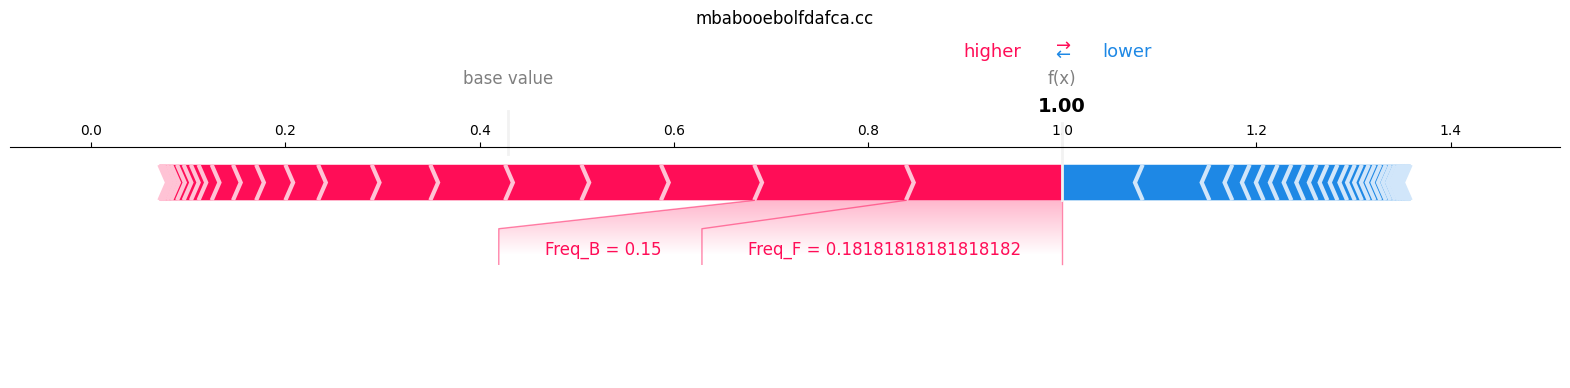 mbabooebolfdafca.cc
higher ⇄ lower
base value f(x)
1.00
0.0 0.2 0.4 0.6 0.8 1.0 1.2 1.4
Freq_B = 0.15 Freq_F = 0.18181818181818182